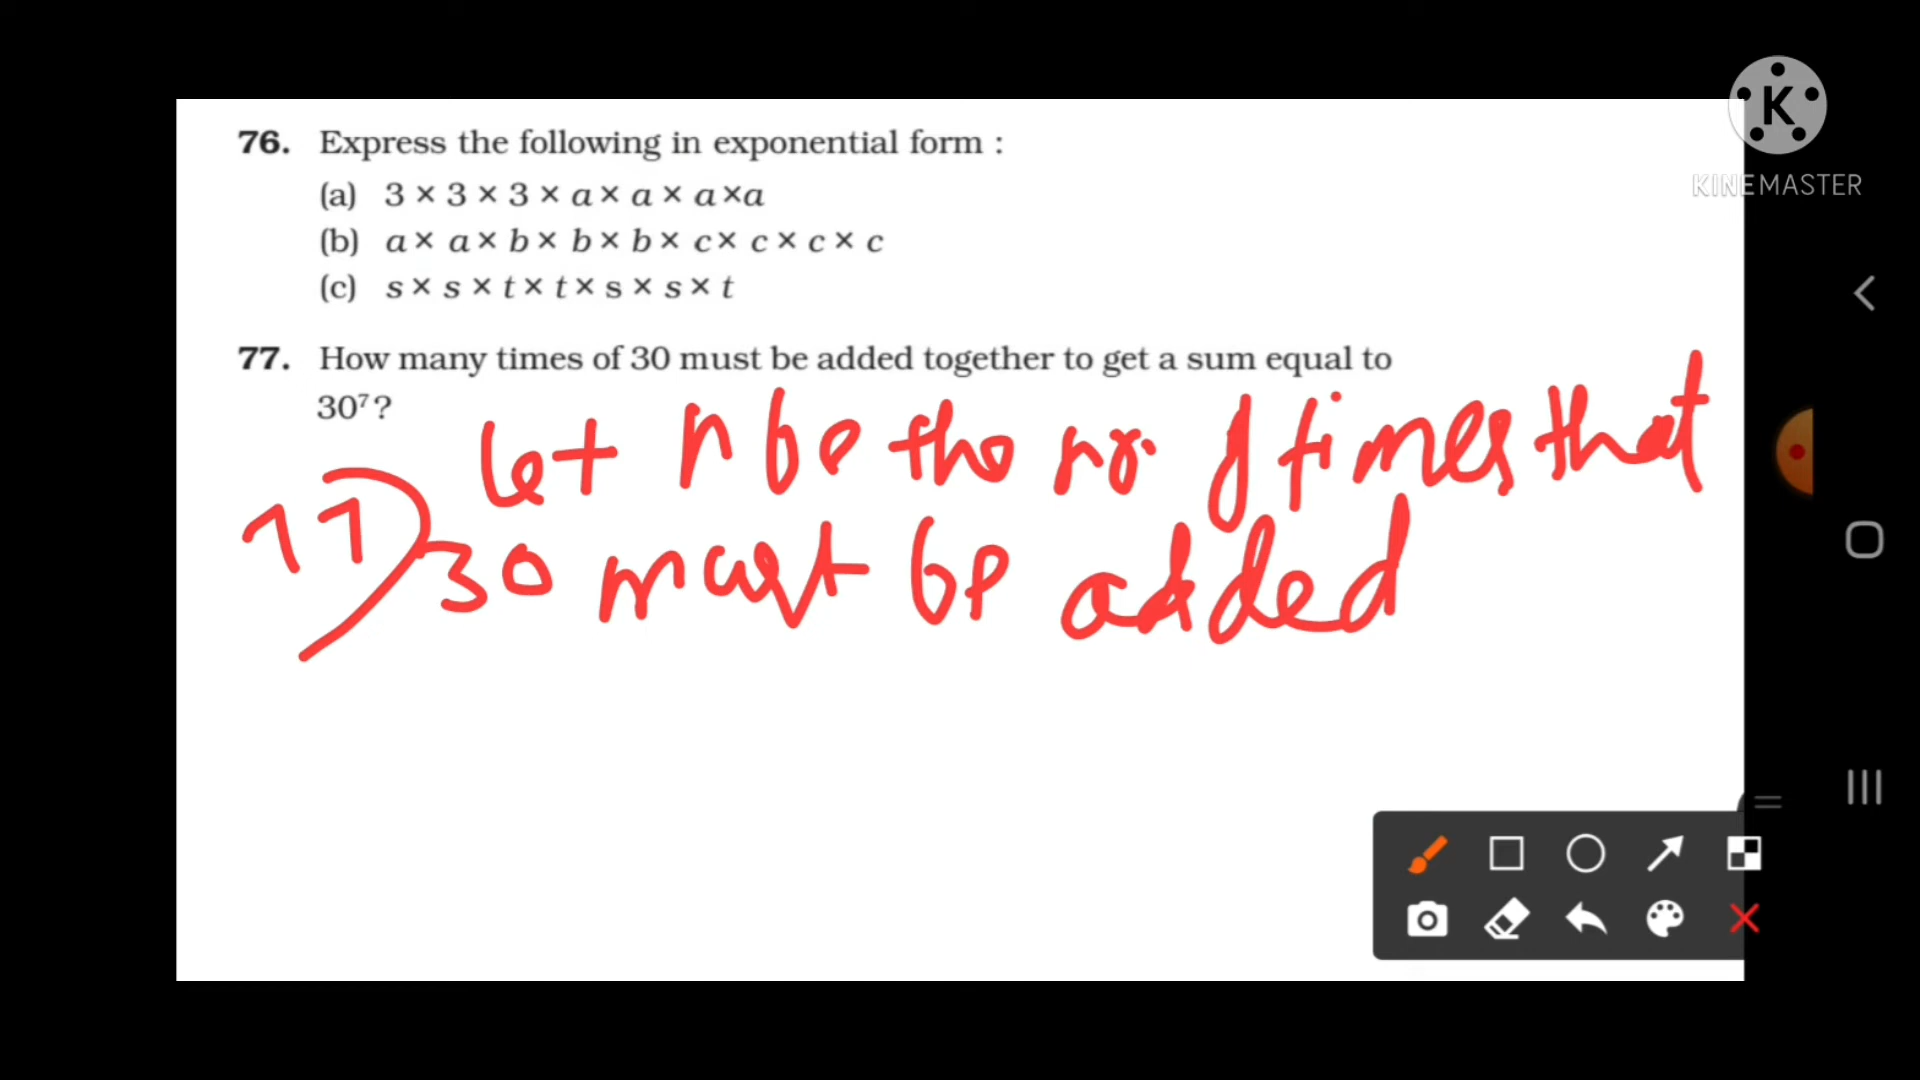 76. Express the following in exponential form :
(a) 3 × 3 × 3 × a × a × a × a
(b) a × a × b × b × b × c × c × c × c
(c) s × s × t × t × s × s × t
77. How many times of 30 must be added together to get a sum equal to
30⁷?
77) let n be the no. of times that
30 must be added
K
KINEMASTER